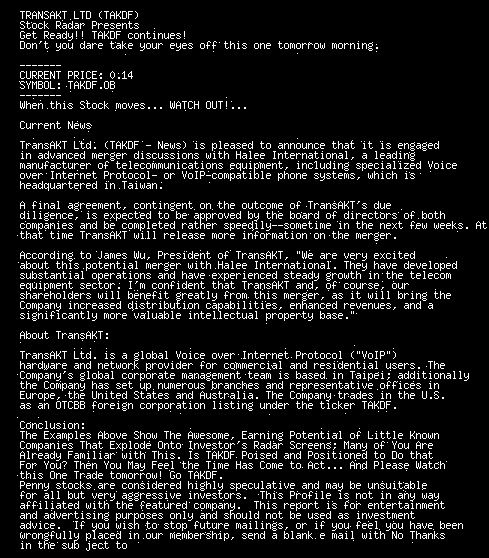 TRANSAKT LTD (TAKDF)
Stock Radar Presents
Get Ready!! TAKDF continues!
Don't you dare take your eyes off this one tomorrow morning.
-------
CURRENT PRICE: 0.14
SYMBOL: TAKDF.OB
-------
When this Stock moves... WATCH OUT!...
Current News
TransAKT Ltd. (TAKDF - News) is pleased to announce that it is engaged
in advanced merger discussions with Halee International, a leading
manufacturer of telecommunications equipment, including specialized Voice
over Internet Protocol- or VoIP-compatible phone systems, which is
headquartered in Taiwan.
A final agreement, contingent on the outcome of TransAKT's due
diligence, is expected to be approved by the board of directors of both
companies and be completed rather speedily--sometime in the next few weeks. At
that time TransAKT will release more information on the merger.
According to James Wu, President of TransAKT, "We are very excited
about this potential merger with Halee International. They have developed
substantial operations and have experienced steady growth in the telecom
equipment sector. I'm confident that TransAKT and, of course, our
shareholders will benefit greatly from this merger, as it will bring the
Company increased distribution capabilities, enhanced revenues, and a
significantly more valuable intellectual property base."
About TransAKT:
TransAKT Ltd. is a global Voice over Internet Protocol ("VoIP")
hardware and network provider for commercial and residential users. The
Company's global corporate management team is based in Taipei; additionally
the Company has set up numerous branches and representative offices in
Europe, the United States and Australia. The Company trades in the U.S.
as an OTCBB foreign corporation listing under the ticker TAKDF.
Conclusion:
The Examples Above Show The Awesome, Earning Potential of Little Known
Companies That Explode Onto Investor's Radar Screens; Many of You Are
Already Familiar with This. Is TAKDF Poised and Positioned to Do that
For You? Then You May Feel the Time Has Come to Act... And Please Watch
this One Trade tomorrow! Go TAKDF.
Penny stocks are considered highly speculative and may be unsuitable
for all but very aggressive investors. This Profile is not in any way
affiliated with the featured company. This report is for entertainment
and advertising purposes only and should not be used as investment
advice. If you wish to stop future mailings, or if you feel you have been
wrongfully placed in our membership, send a blank e mail with No Thanks
in the sub ject to